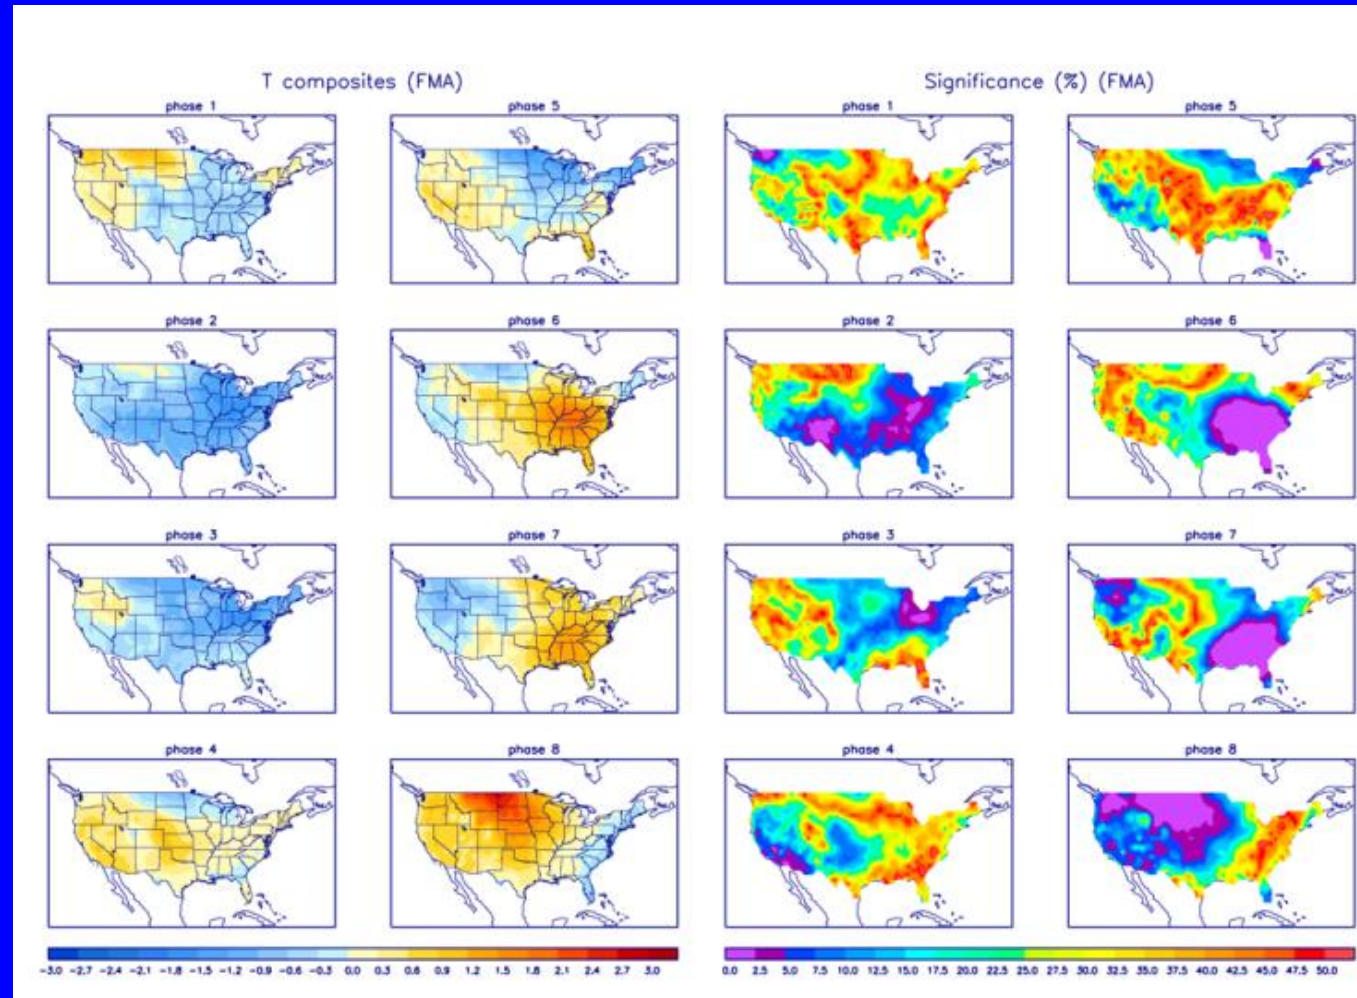 T composites (FMA)
Significance (%) (FMA)
phase 1
phase 5
phase 1
phase 5
phase 2
phase 6
phase 2
phase 6
phase 3
phase 7
phase 3
phase 7
phase 4
phase 8
phase 4
phase 8
-3.0 -2.7 -2.4 -2.1 -1.8 -1.5 -1.2 -0.9 -0.6 -0.3 0.0 0.3 0.6 0.9 1.2 1.5 1.8 2.1 2.4 2.7 3.0
0.0 2.5 5.0 7.5 10.0 12.5 15.0 17.5 20.0 22.5 25.0 27.5 30.0 32.5 35.0 37.5 40.0 42.5 45.0 47.5 50.0